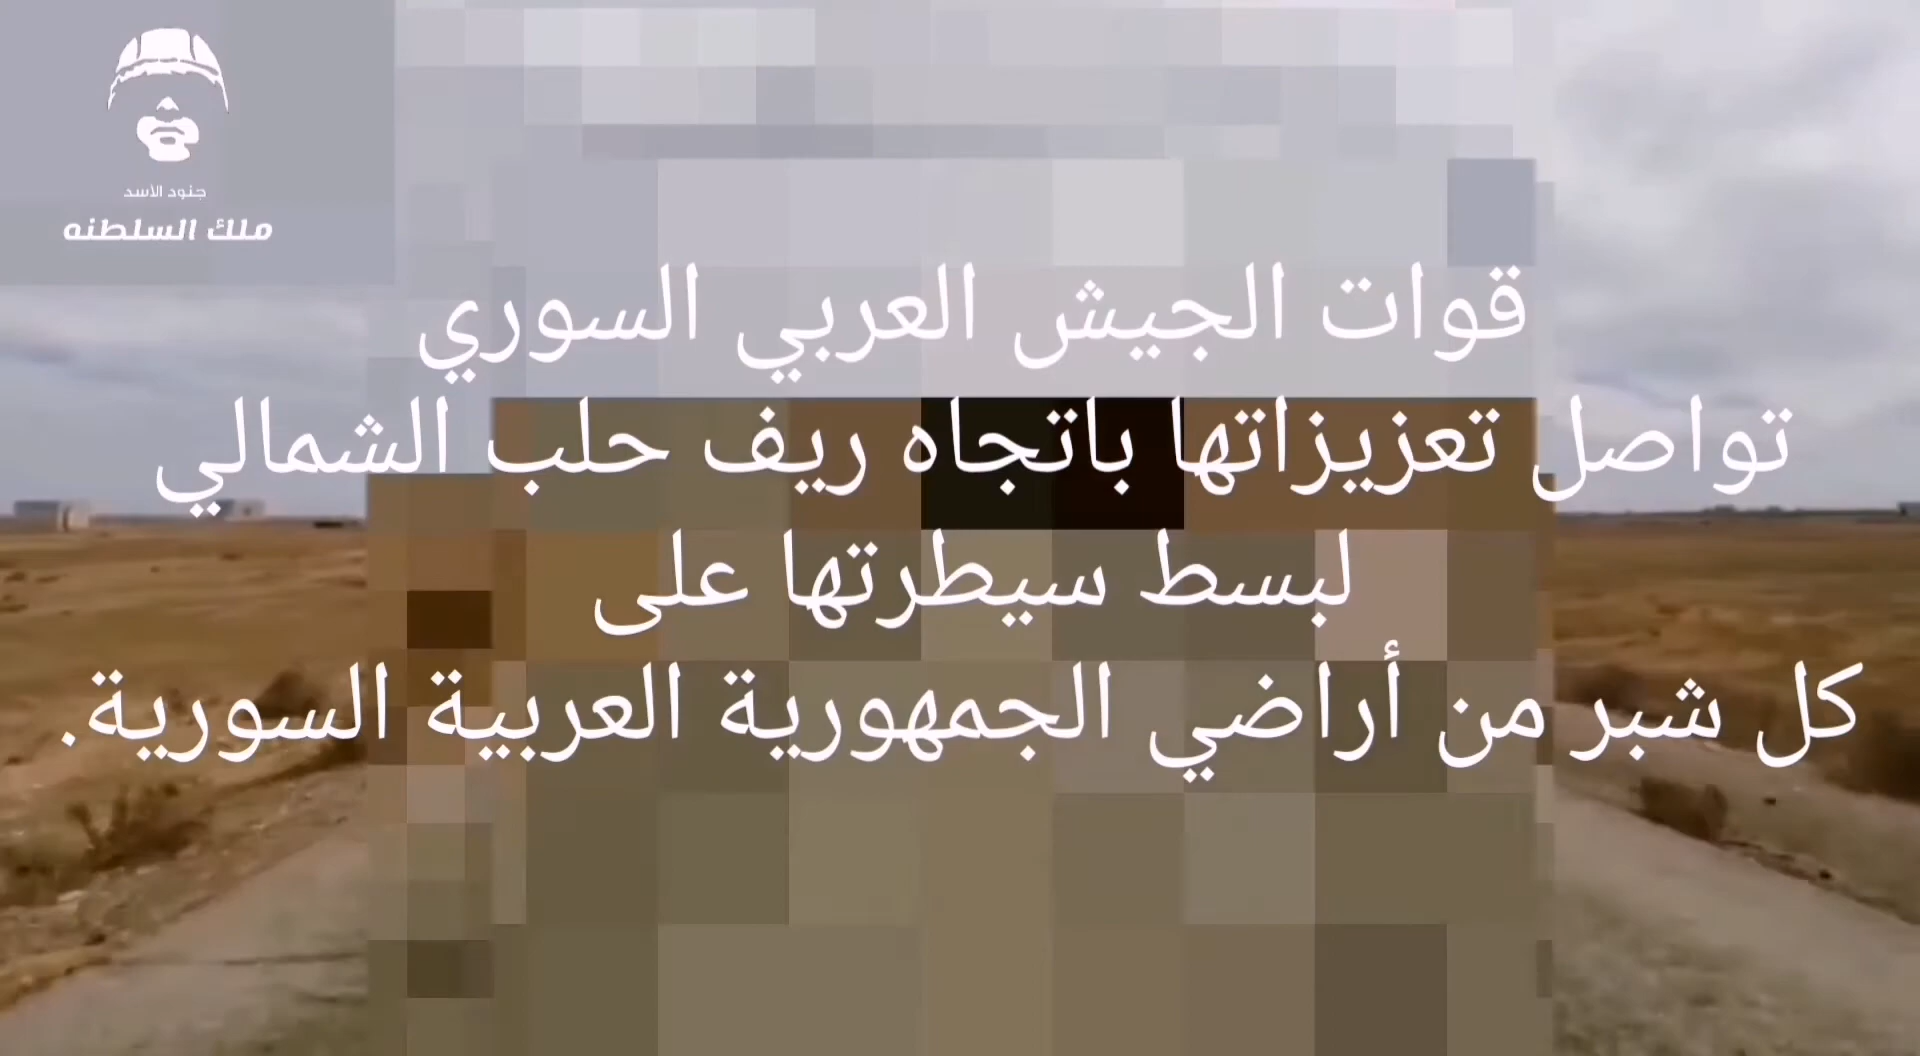 جنود الاسد
ملك السلطنه
قوات الجيش العربي السوري
تواصل تعزيزاتها باتجاه ريف حلب الشمالي
لبسط سيطرتها على
كل شبر من أراضي الجمهورية العربية السورية.